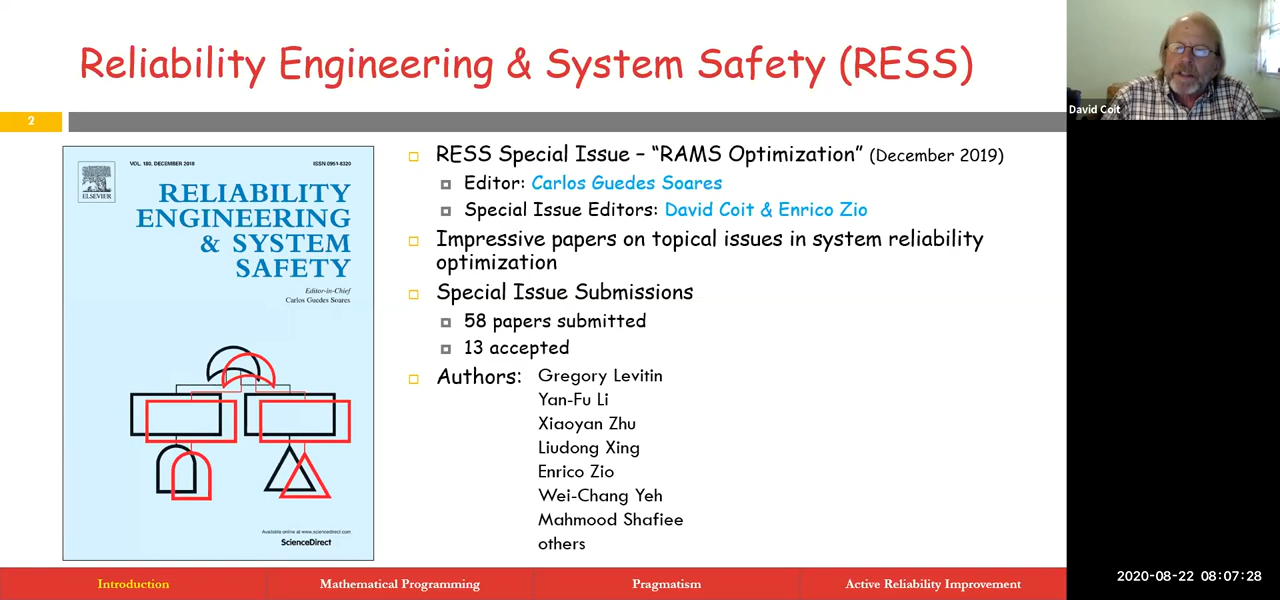 Reliability Engineering & System Safety (RESS)
David Coit
2
ELSEVIER
VOL. 180, DECEMBER 2018
ISSN 0951-8320
RELIABILITY
ENGINEERING
& SYSTEM
SAFETY
Editor-in-Chief
Carlos Guedes Soares
Available online at www.sciencedirect.com
ScienceDirect
RESS Special Issue – “RAMS Optimization” (December 2019)
Editor: Carlos Guedes Soares
Special Issue Editors: David Coit & Enrico Zio
Impressive papers on topical issues in system reliability
optimization
Special Issue Submissions
58 papers submitted
13 accepted
Authors: Gregory Levitin
Yan-Fu Li
Xiaoyan Zhu
Liudong Xing
Enrico Zio
Wei-Chang Yeh
Mahmood Shafiee
others
Introduction
Mathematical Programming
Pragmatism
Active Reliability Improvement
2020-08-22 08:07:28